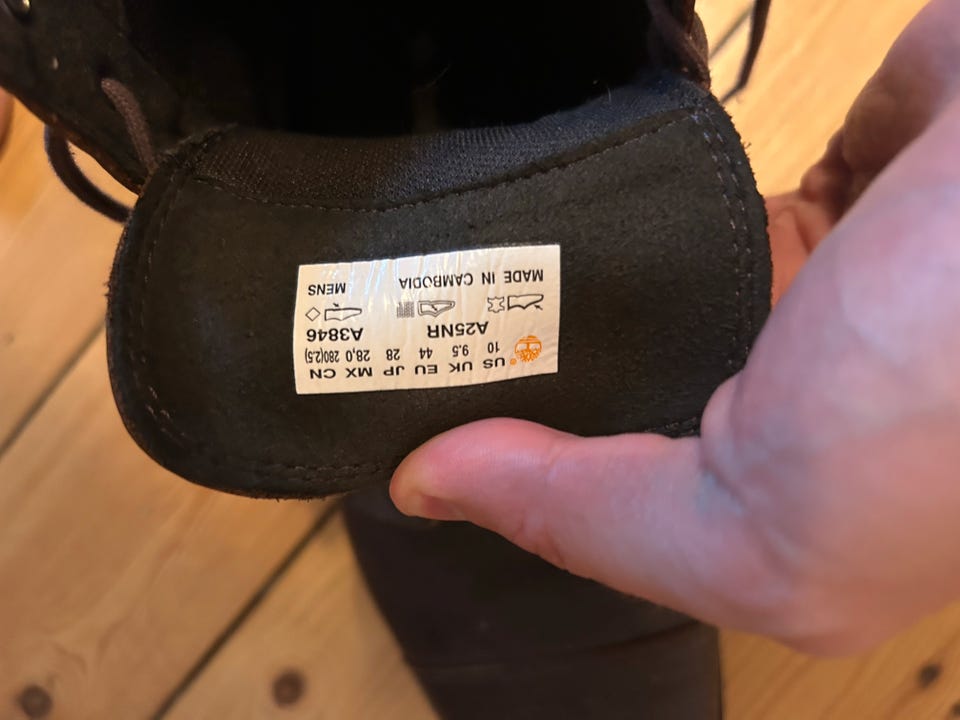 US UK EU JP MX CN
10 9.5 44 28 28,0 280(2.5)
A25NR A3846
MENS
MADE IN CAMBODIA